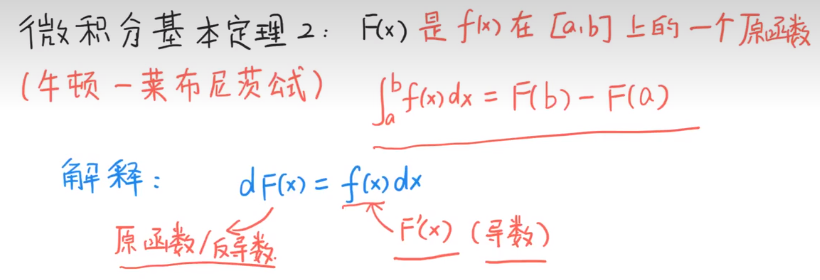 微积分基本定理2: F(x) 是 f(x) 在 [a,b] 上的一个原函数
(牛顿-莱布尼茨公式) ∫_a^b f(x)dx = F(b) - F(a)
解释: dF(x) = f(x)dx
原函数/反导数. F'(x) (导数)